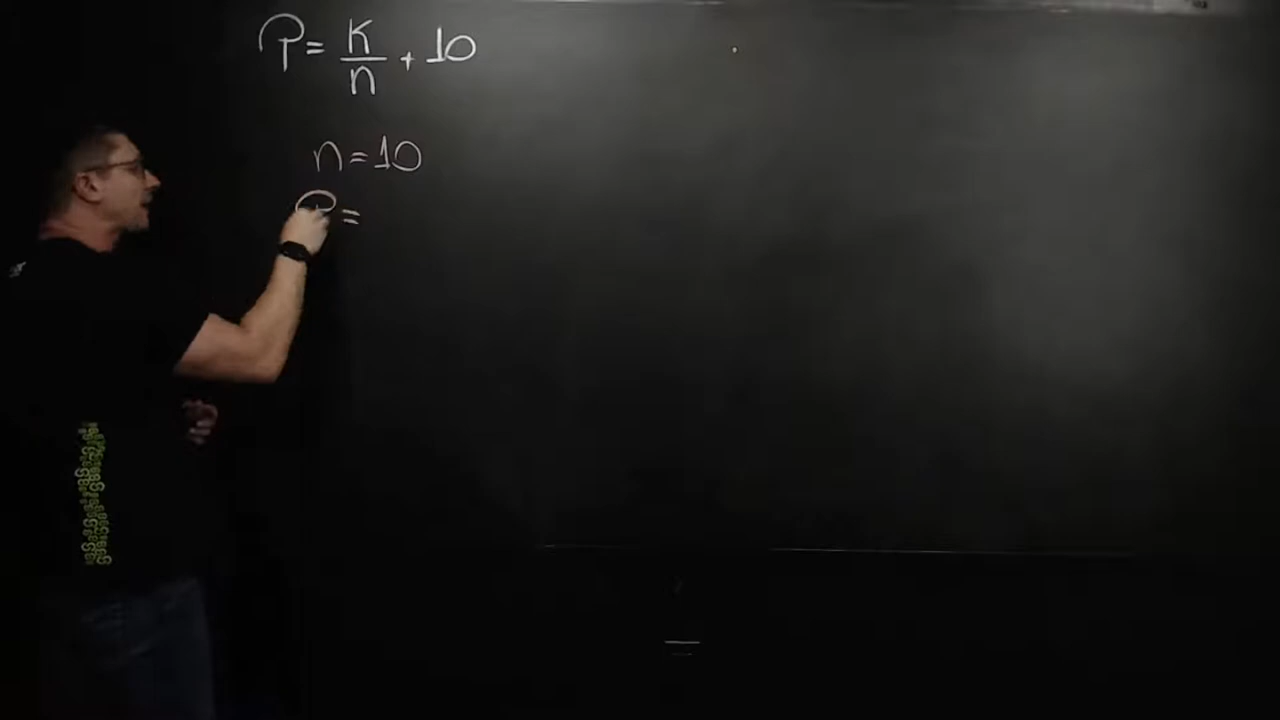 P = K/n + 10
n = 10
P =